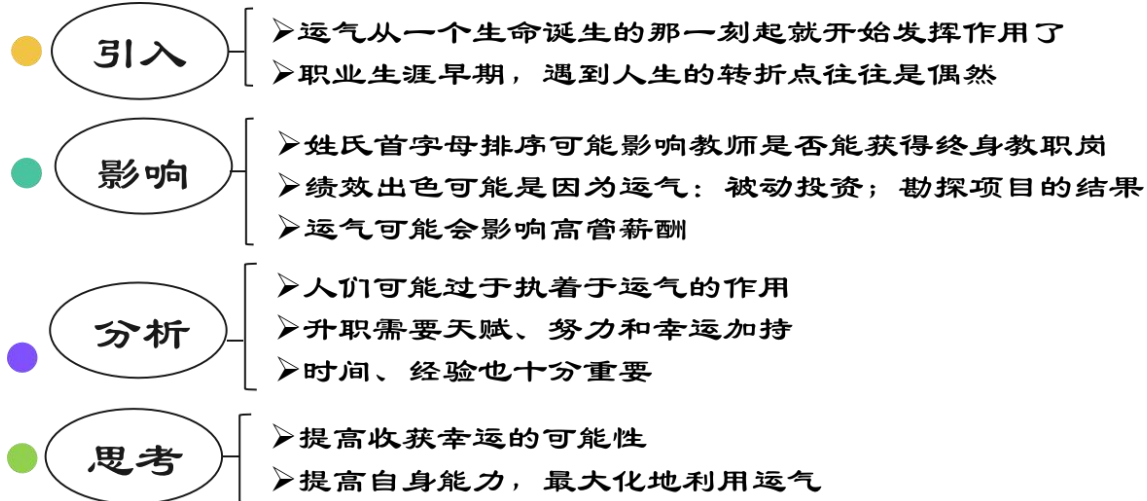 引入
➢运气从一个生命诞生的那一刻起就开始发挥作用了
➢职业生涯早期，遇到人生的转折点往往是偶然
影响
➢姓氏首字母排序可能影响教师是否能获得终身教职岗
➢绩效出色可能是因为运气：被动投资；勘探项目的结果
➢运气可能会影响高管薪酬
分析
➢人们可能过于执着于运气的作用
➢升职需要天赋、努力和幸运加持
➢时间、经验也十分重要
思考
➢提高收获幸运的可能性
➢提高自身能力，最大化地利用运气